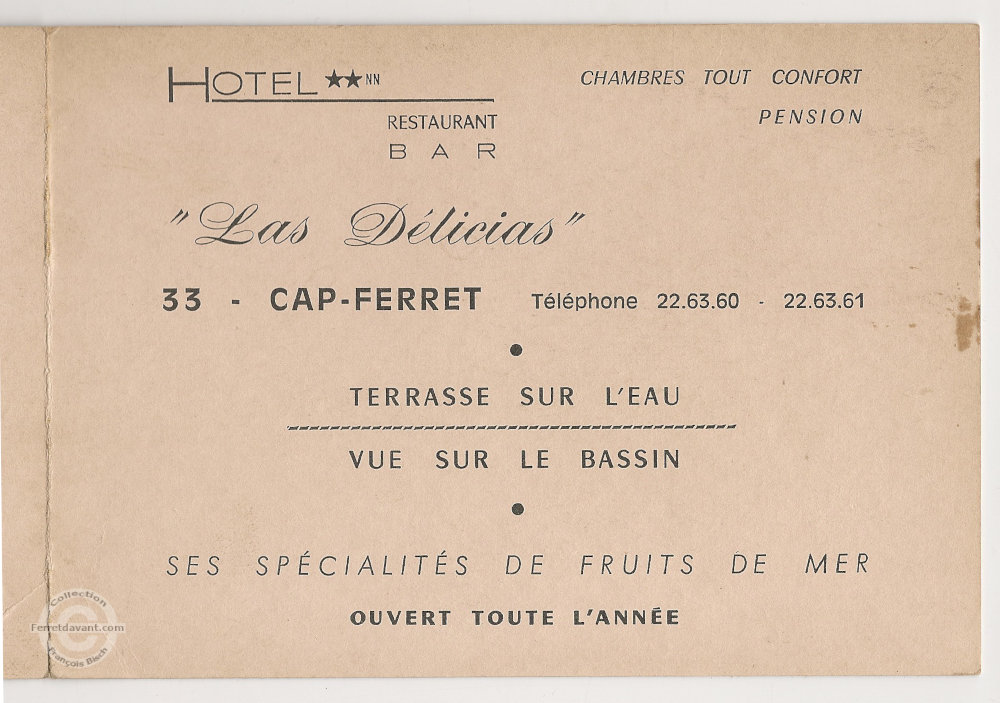 HOTEL ★★ NN
RESTAURANT
BAR
CHAMBRES TOUT CONFORT
PENSION
"Las Délicias"
33 - CAP-FERRET Téléphone 22.63.60 - 22.63.61
TERRASSE SUR L'EAU
VUE SUR LE BASSIN
SES SPÉCIALITÉS DE FRUITS DE MER
OUVERT TOUTE L'ANNÉE
Collection
Ferretdavant.com
François Biech